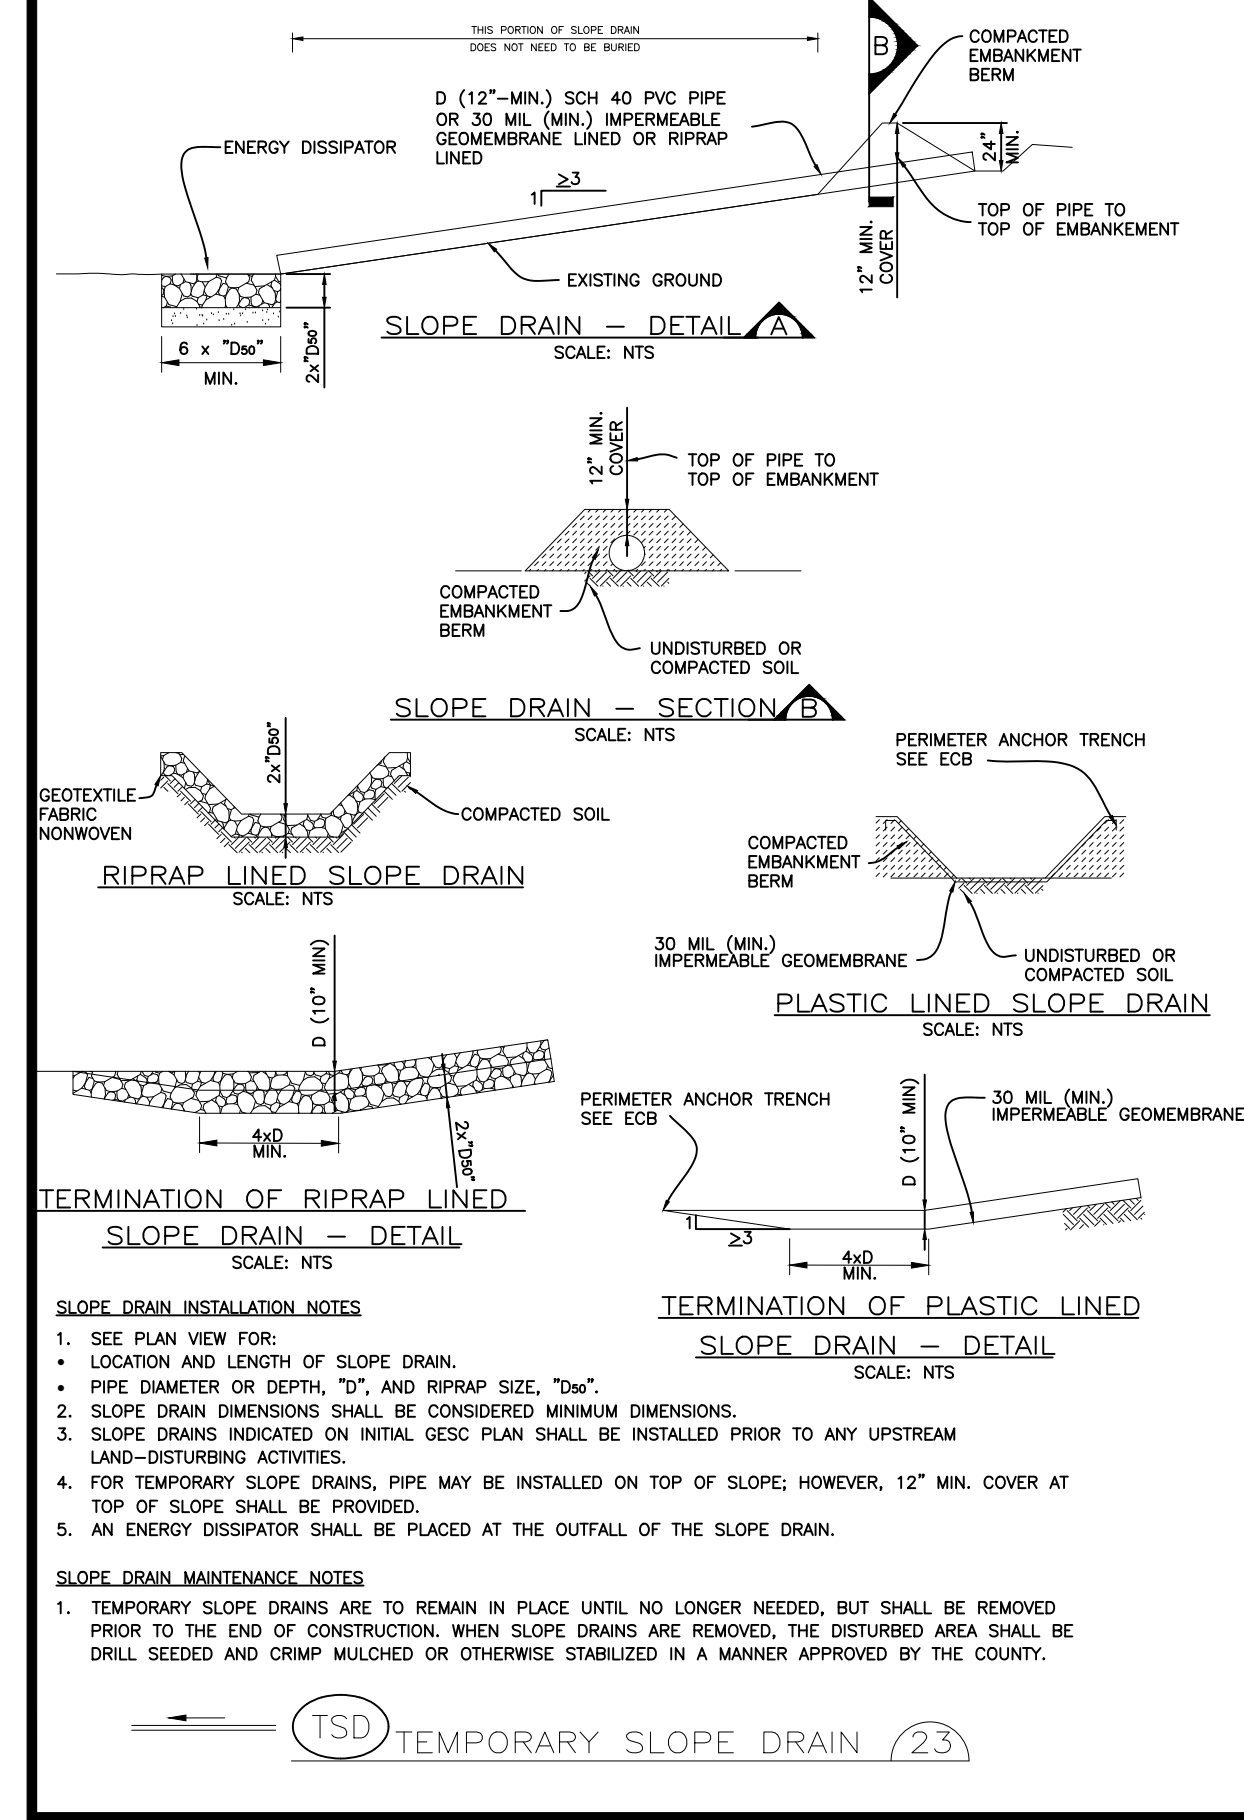 THIS PORTION OF SLOPE DRAIN
DOES NOT NEED TO BE BURIED
B
COMPACTED
EMBANKMENT
BERM
D (12"-MIN.) SCH 40 PVC PIPE
OR 30 MIL (MIN.) IMPERMEABLE
GEOMEMBRANE LINED OR RIPRAP
LINED
ENERGY DISSIPATOR
24"
MIN.
≥3
1
TOP OF PIPE TO
TOP OF EMBANKEMENT
12" MIN.
COVER
EXISTING GROUND
SLOPE DRAIN - DETAIL A
SCALE: NTS
6 x "D50"
MIN.
2x"D50"
12" MIN.
COVER
TOP OF PIPE TO
TOP OF EMBANKMENT
COMPACTED
EMBANKMENT
BERM
UNDISTURBED OR
COMPACTED SOIL
SLOPE DRAIN - SECTION B
SCALE: NTS
2x"D50"
GEOTEXTILE
FABRIC
NONWOVEN
COMPACTED SOIL
RIPRAP LINED SLOPE DRAIN
SCALE: NTS
PERIMETER ANCHOR TRENCH
SEE ECB
COMPACTED
EMBANKMENT
BERM
30 MIL (MIN.)
IMPERMEABLE GEOMEMBRANE
UNDISTURBED OR
COMPACTED SOIL
PLASTIC LINED SLOPE DRAIN
SCALE: NTS
D (10" MIN)
4xD
MIN.
2x"D50"
TERMINATION OF RIPRAP LINED
SLOPE DRAIN - DETAIL
SCALE: NTS
PERIMETER ANCHOR TRENCH
SEE ECB
D (10" MIN)
30 MIL (MIN.)
IMPERMEABLE GEOMEMBRANE
1
≥3
4xD
MIN.
TERMINATION OF PLASTIC LINED
SLOPE DRAIN - DETAIL
SCALE: NTS
SLOPE DRAIN INSTALLATION NOTES
1. SEE PLAN VIEW FOR:
• LOCATION AND LENGTH OF SLOPE DRAIN.
• PIPE DIAMETER OR DEPTH, "D", AND RIPRAP SIZE, "D50".
2. SLOPE DRAIN DIMENSIONS SHALL BE CONSIDERED MINIMUM DIMENSIONS.
3. SLOPE DRAINS INDICATED ON INITIAL GESC PLAN SHALL BE INSTALLED PRIOR TO ANY UPSTREAM
LAND-DISTURBING ACTIVITIES.
4. FOR TEMPORARY SLOPE DRAINS, PIPE MAY BE INSTALLED ON TOP OF SLOPE; HOWEVER, 12" MIN. COVER AT
TOP OF SLOPE SHALL BE PROVIDED.
5. AN ENERGY DISSIPATOR SHALL BE PLACED AT THE OUTFALL OF THE SLOPE DRAIN.
SLOPE DRAIN MAINTENANCE NOTES
1. TEMPORARY SLOPE DRAINS ARE TO REMAIN IN PLACE UNTIL NO LONGER NEEDED, BUT SHALL BE REMOVED
PRIOR TO THE END OF CONSTRUCTION. WHEN SLOPE DRAINS ARE REMOVED, THE DISTURBED AREA SHALL BE
DRILL SEEDED AND CRIMP MULCHED OR OTHERWISE STABILIZED IN A MANNER APPROVED BY THE COUNTY.
TSD TEMPORARY SLOPE DRAIN 23